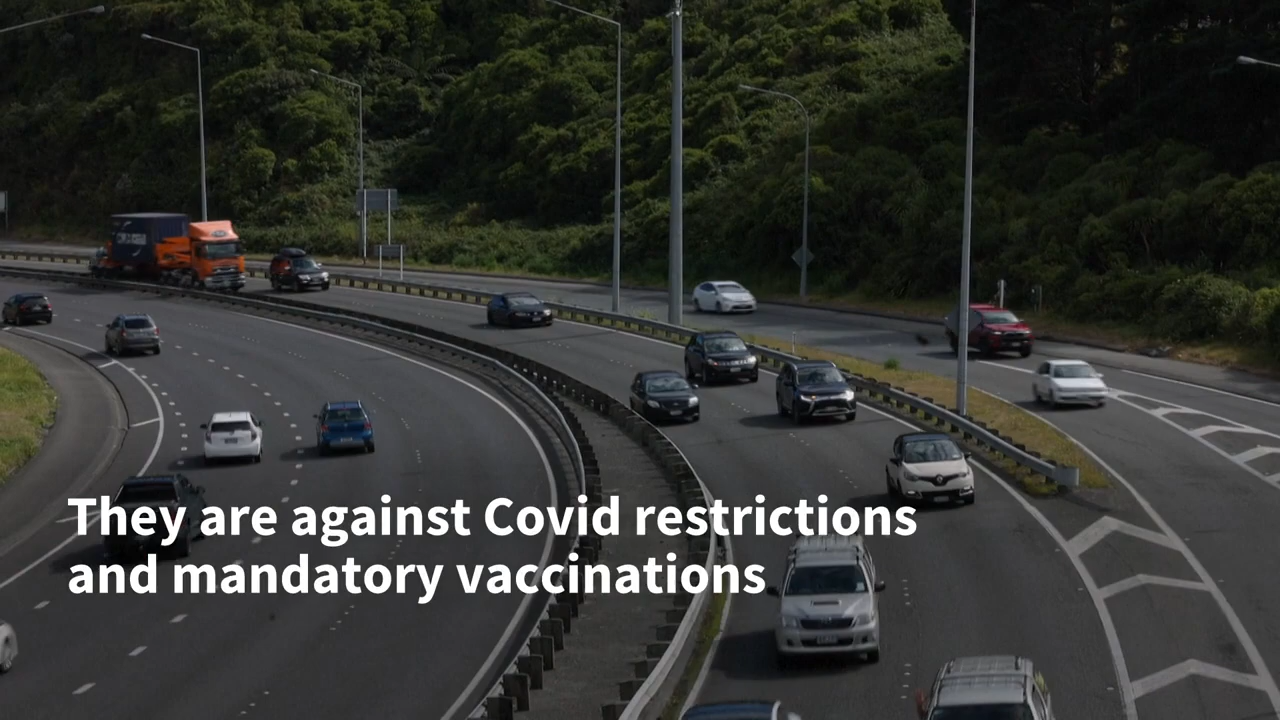 They are against Covid restrictions
and mandatory vaccinations